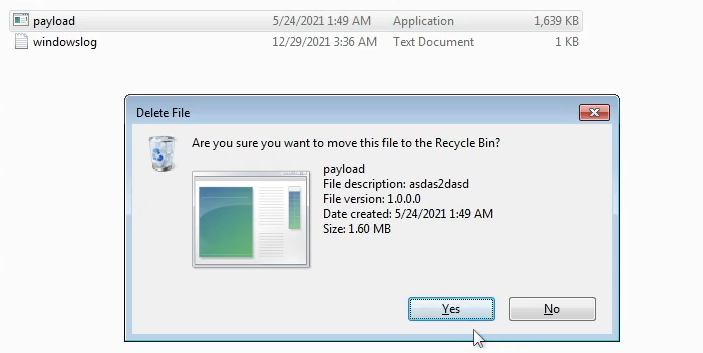 payload 5/24/2021 1:49 AM Application 1,639 KB
windowslog 12/29/2021 3:36 AM Text Document 1 KB
Delete File
Are you sure you want to move this file to the Recycle Bin?
payload
File description: asdas2dasd
File version: 1.0.0.0
Date created: 5/24/2021 1:49 AM
Size: 1.60 MB
Yes No